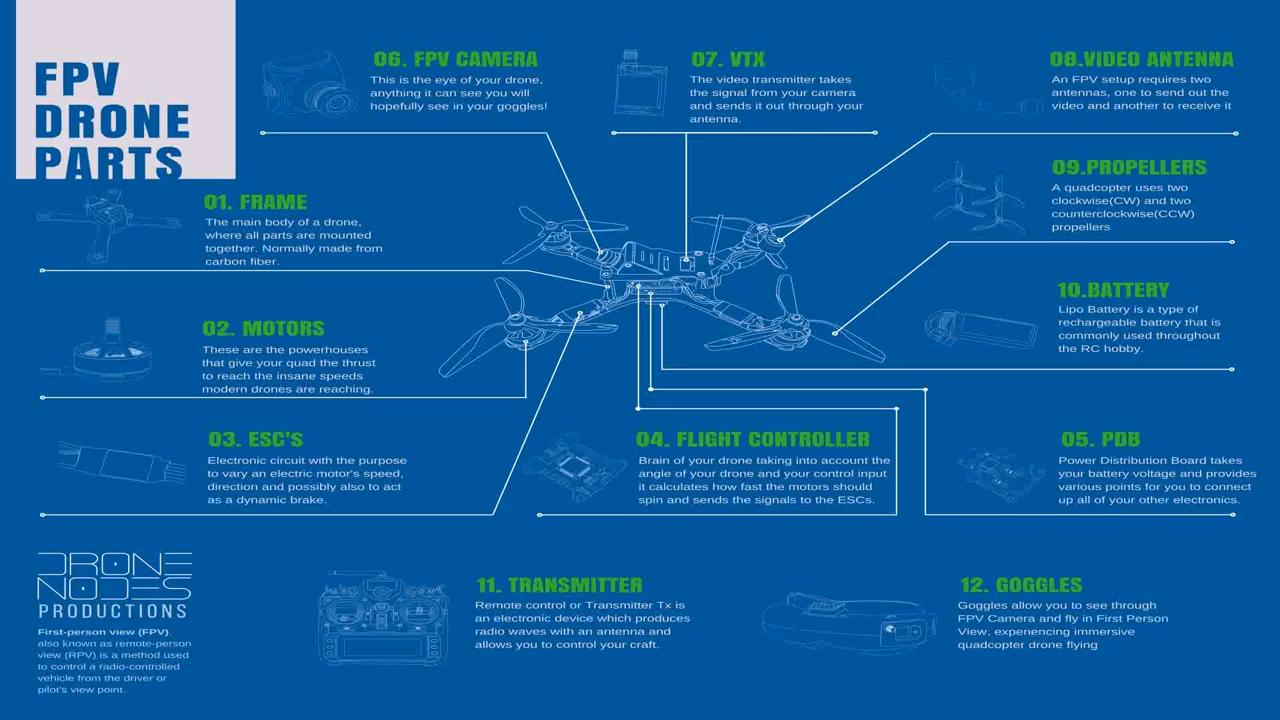 FPV
DRONE
PARTS
01. FRAME
The main body of a drone,
where all parts are mounted
together. Normally made from
carbon fiber.
02. MOTORS
These are the powerhouses
that give your quad the thrust
to reach the insane speeds
modern drones are reaching.
03. ESC'S
Electronic circuit with the purpose
to vary an electric motor's speed,
direction and possibly also to act
as a dynamic brake.
04. FLIGHT CONTROLLER
Brain of your drone taking into account the
angle of your drone and your control input
it calculates how fast the motors should
spin and sends the signals to the ESCs.
05. PDB
Power Distribution Board takes
your battery voltage and provides
various points for you to connect
up all of your other electronics.
06. FPV CAMERA
This is the eye of your drone,
anything it can see you will
hopefully see in your goggles!
07. VTX
The video transmitter takes
the signal from your camera
and sends it out through your
antenna.
08.VIDEO ANTENNA
An FPV setup requires two
antennas, one to send out the
video and another to receive it
09.PROPELLERS
A quadcopter uses two
clockwise(CW) and two
counterclockwise(CCW)
propellers
10.BATTERY
Lipo Battery is a type of
rechargeable battery that is
commonly used throughout
the RC hobby.
11. TRANSMITTER
Remote control or Transmitter Tx is
an electronic device which produces
radio waves with an antenna and
allows you to control your craft.
12. GOGGLES
Goggles allow you to see through
FPV Camera and fly in First Person
View, experiencing immersive
quadcopter drone flying
DRONE
NODES
PRODUCTIONS
First-person view (FPV),
also known as remote-person
view (RPV) is a method used
to control a radio-controlled
vehicle from the driver or
pilot's view point.